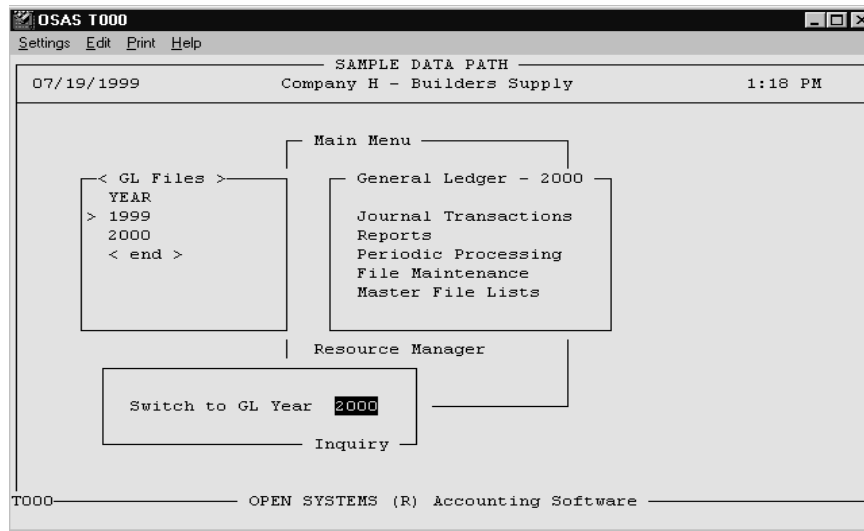 OSAS T000
Settings Edit Print Help
SAMPLE DATA PATH
07/19/1999 Company H - Builders Supply 1:18 PM
Main Menu
< GL Files >
YEAR
> 1999
2000
< end >
General Ledger - 2000
Journal Transactions
Reports
Periodic Processing
File Maintenance
Master File Lists
Resource Manager
Switch to GL Year 2000
Inquiry
T000 OPEN SYSTEMS (R) Accounting Software